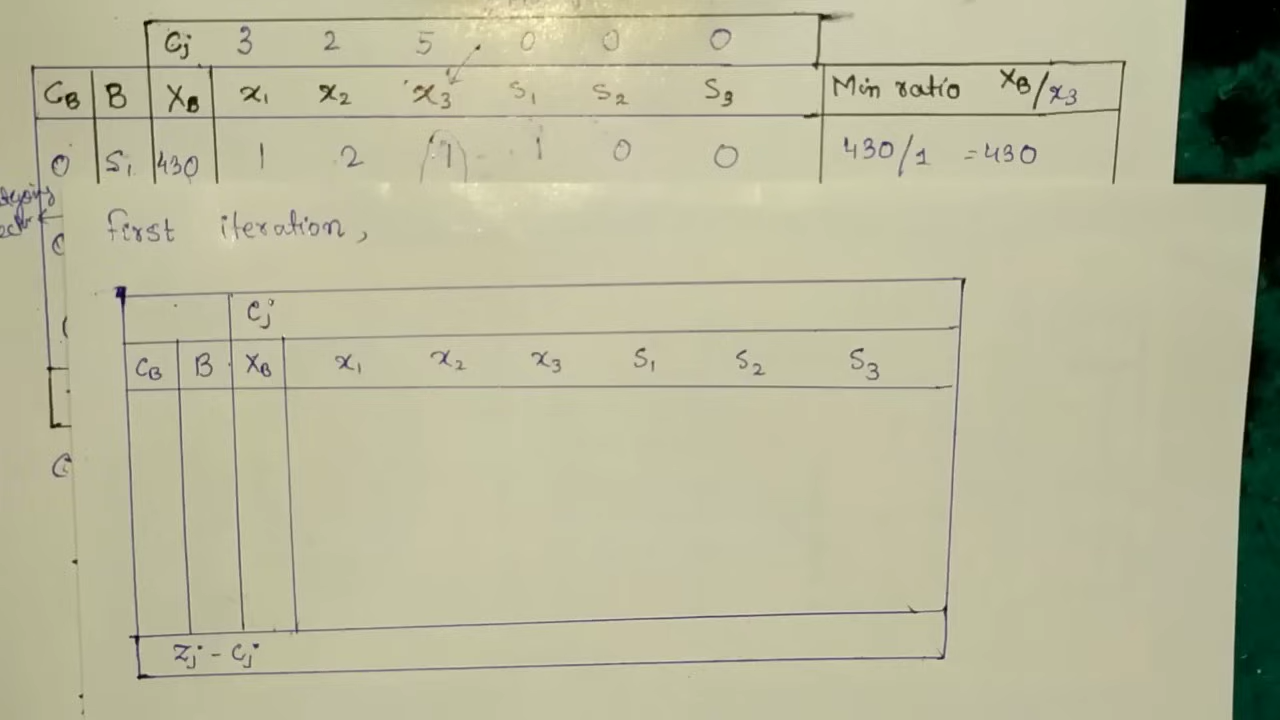 Cj 3 2 5 0 0 0
CB B XB x1 x2 x3 S1 S2 S3 Min ratio XB/x3
0 S1 430 1 2 1 1 0 0 430/1 = 430
first iteration,
Cj
CB B XB x1 x2 x3 S1 S2 S3
Zj - Cj